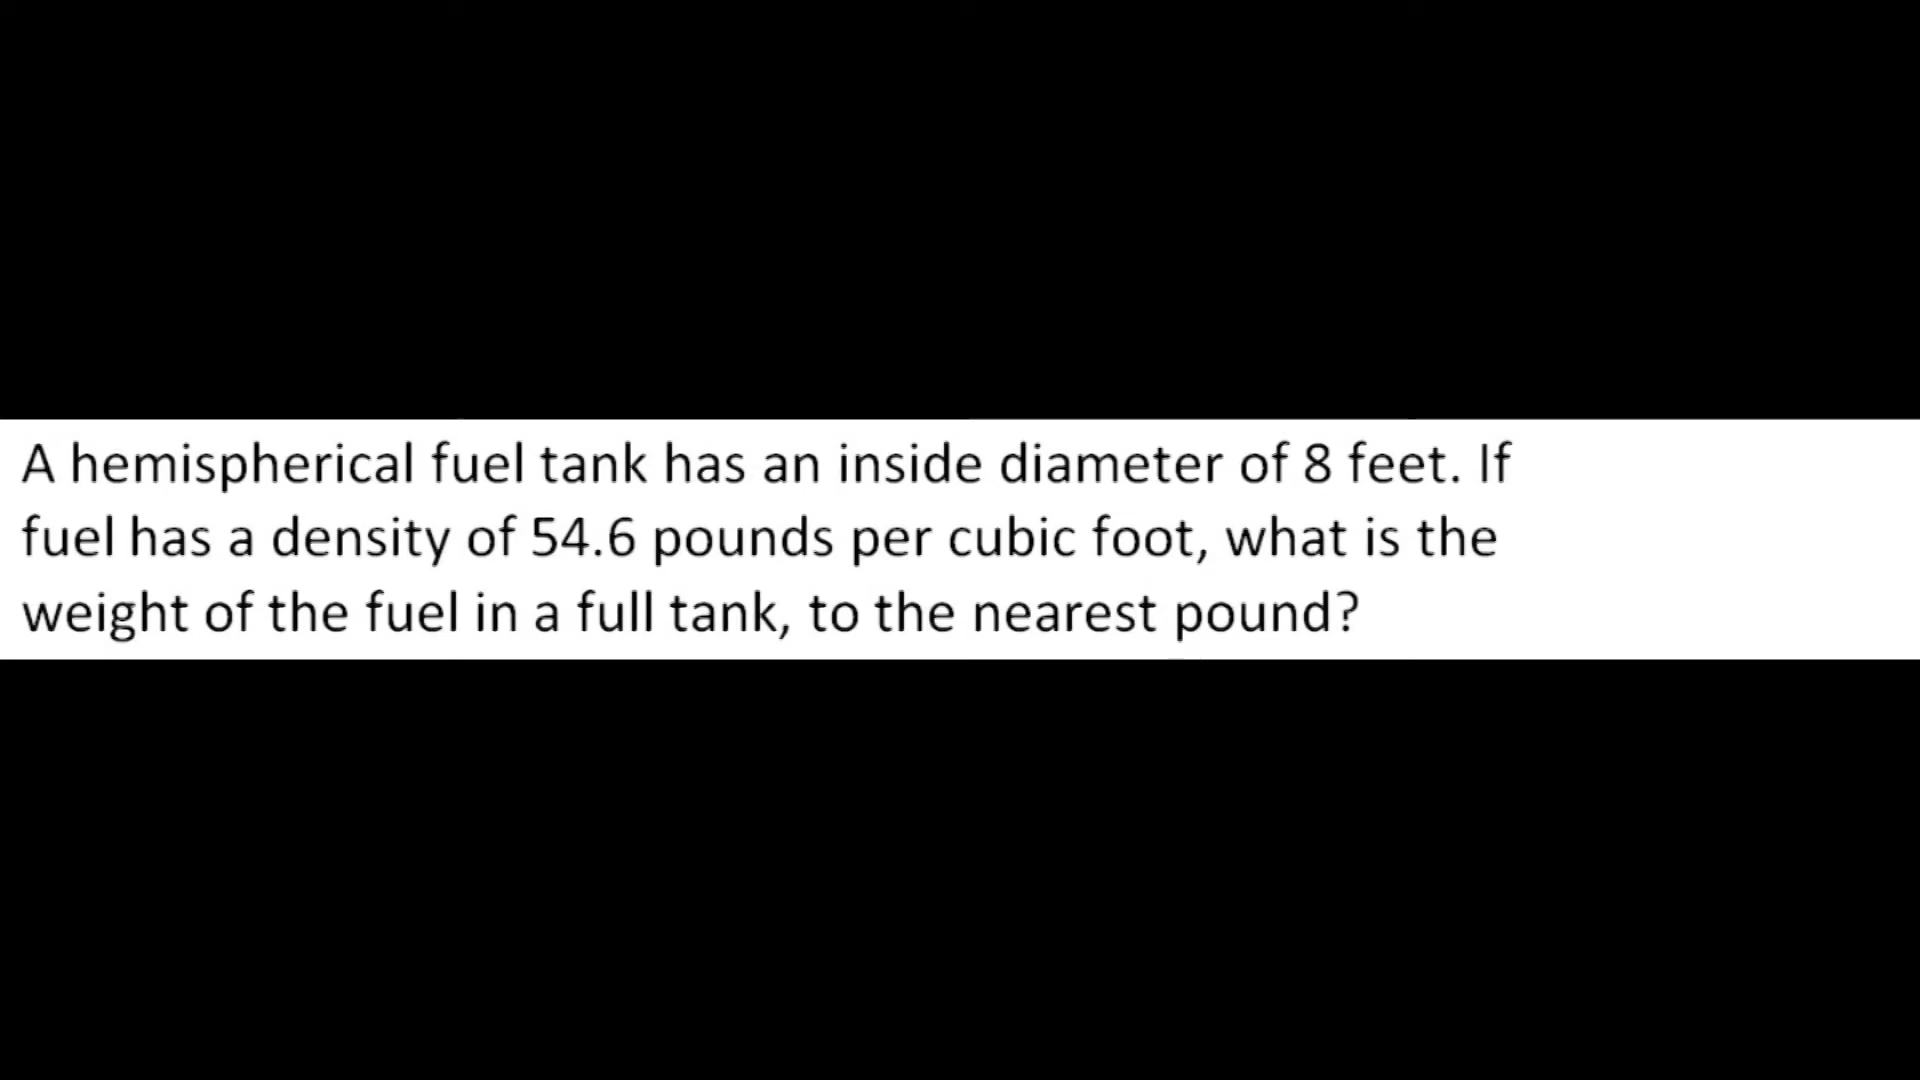 A hemispherical fuel tank has an inside diameter of 8 feet. If
fuel has a density of 54.6 pounds per cubic foot, what is the
weight of the fuel in a full tank, to the nearest pound?